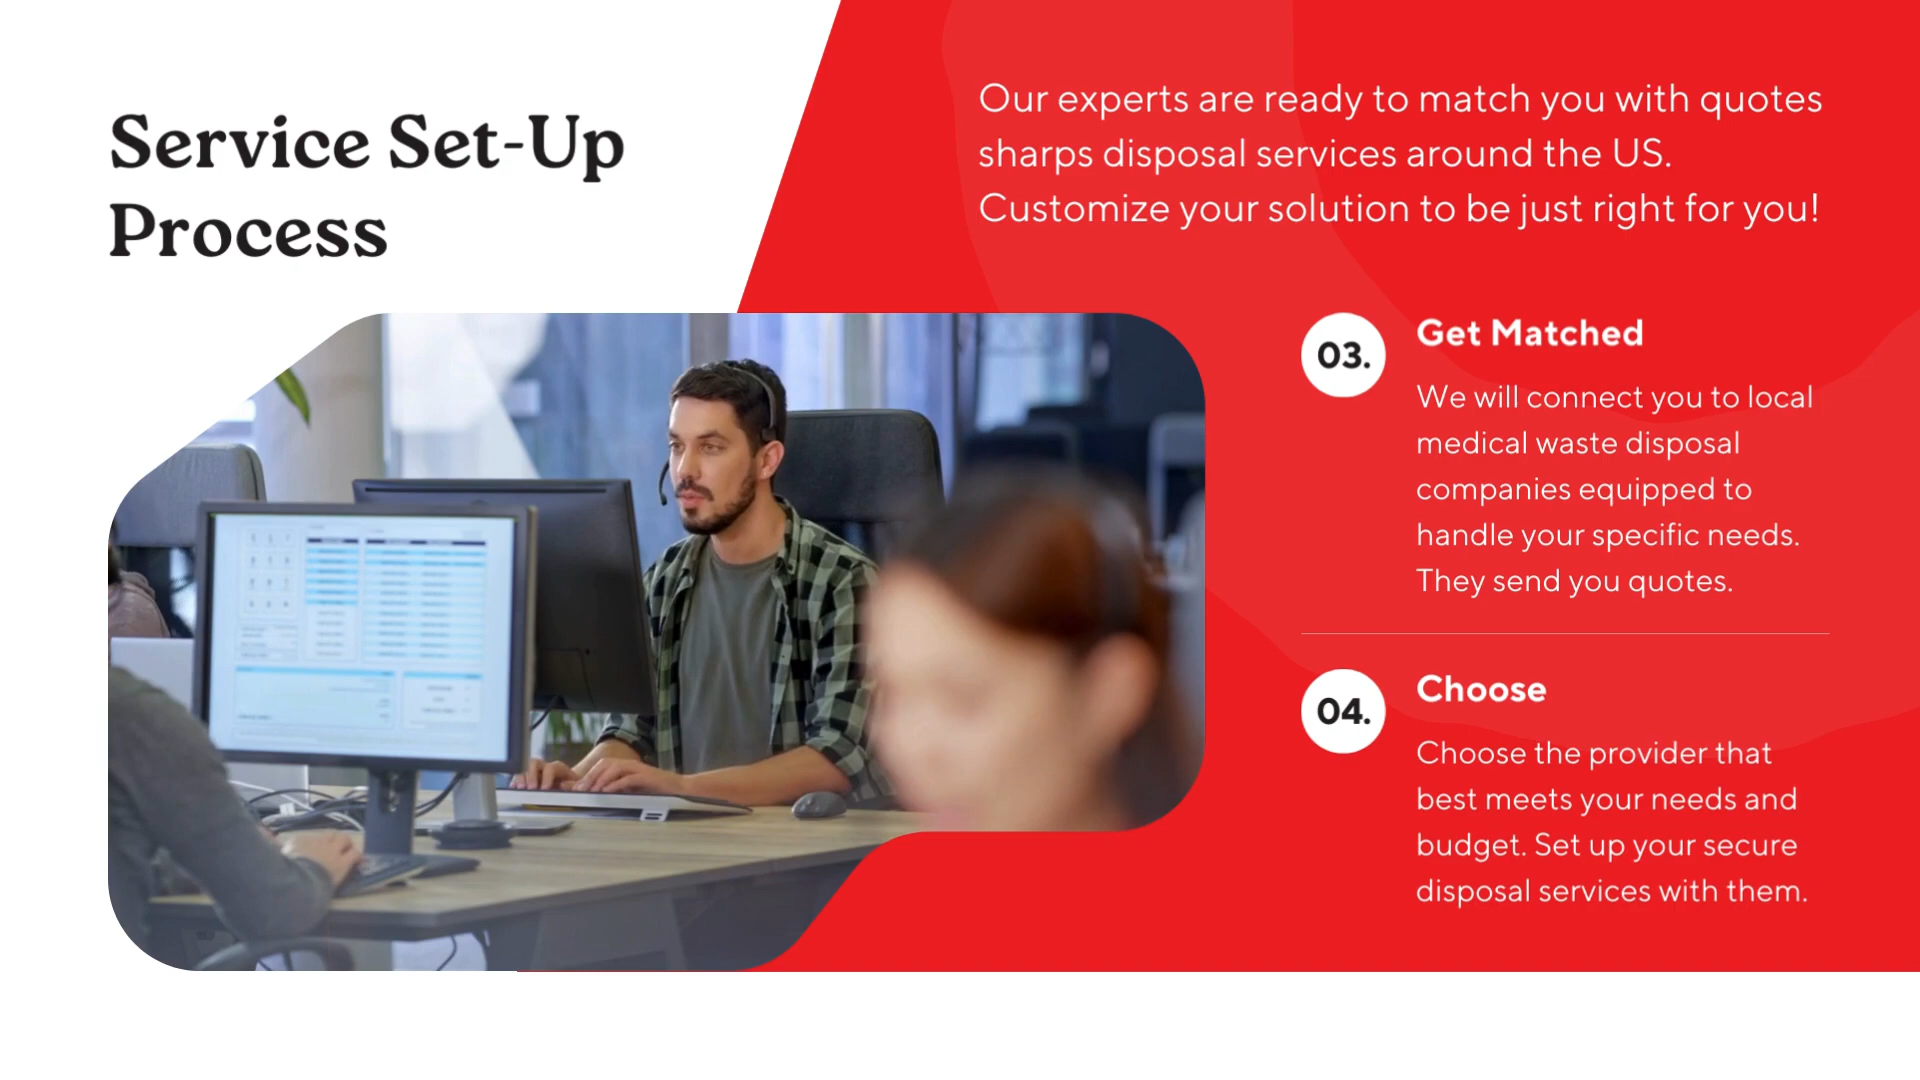 Service Set-Up
Process
Our experts are ready to match you with quotes
sharps disposal services around the US.
Customize your solution to be just right for you!
03.
Get Matched
We will connect you to local
medical waste disposal
companies equipped to
handle your specific needs.
They send you quotes.
04.
Choose
Choose the provider that
best meets your needs and
budget. Set up your secure
disposal services with them.